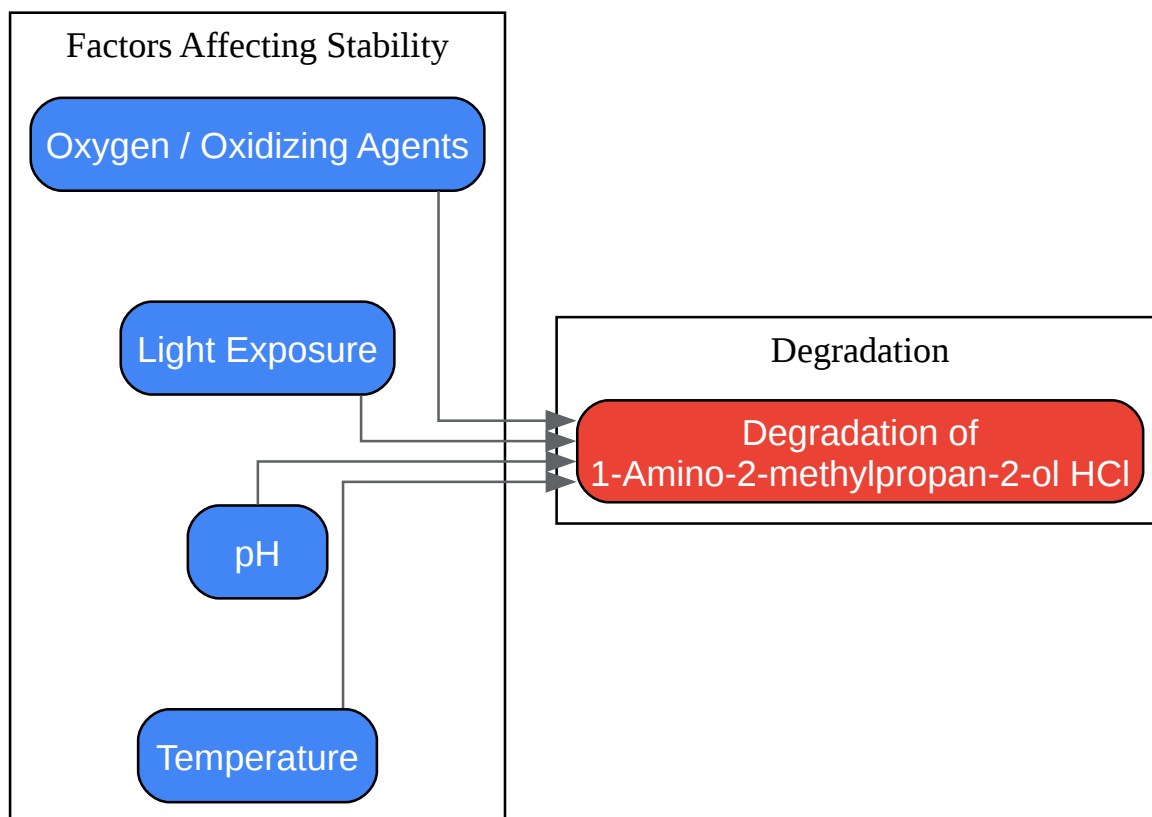 Factors Affecting Stability
Oxygen / Oxidizing Agents
Light Exposure
pH
Temperature
Degradation
Degradation of
1-Amino-2-methylpropan-2-ol HCl